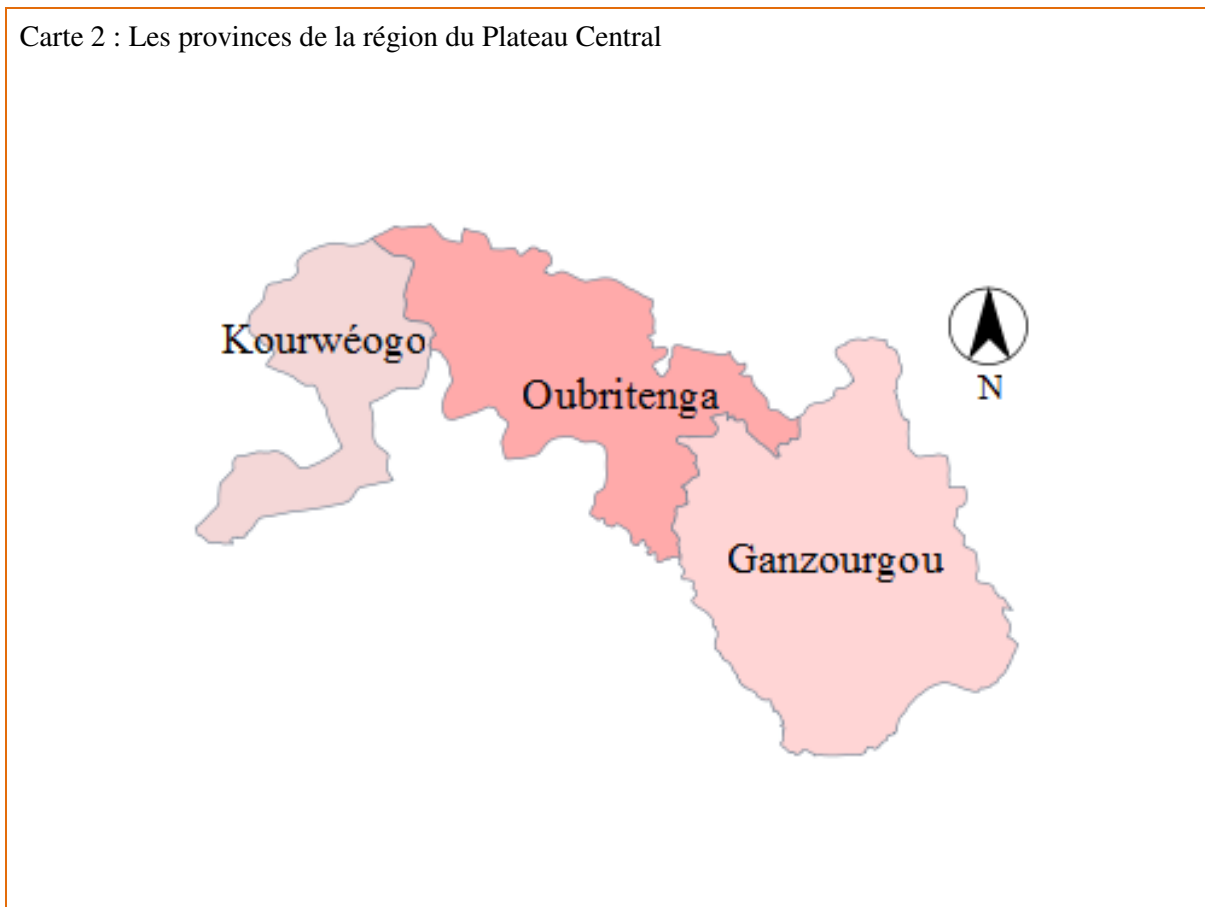 Carte 2 : Les provinces de la région du Plateau Central
Kourwéogo
Oubritenga
N
Ganzourgou